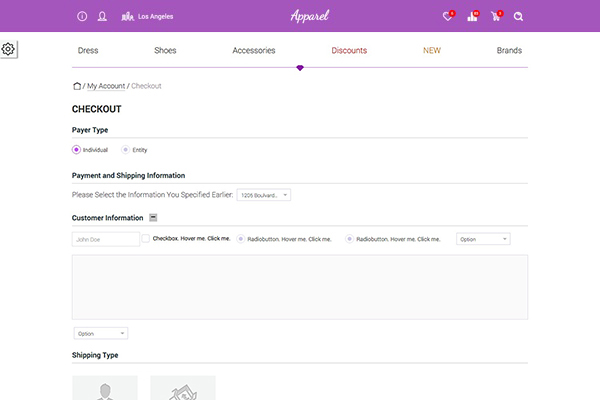 Los Angeles
Apparel
Dress Shoes Accessories Discounts NEW Brands
/ My Account / Checkout
CHECKOUT
Payer Type
Individual Entity
Payment and Shipping Information
Please Select the Information You Specified Earlier: 1205 Boulvard...
Customer Information
John Doe Checkbox. Hover me. Click me. Radiobutton. Hover me. Click me. Radiobutton. Hover me. Click me. Option
Option
Shipping Type